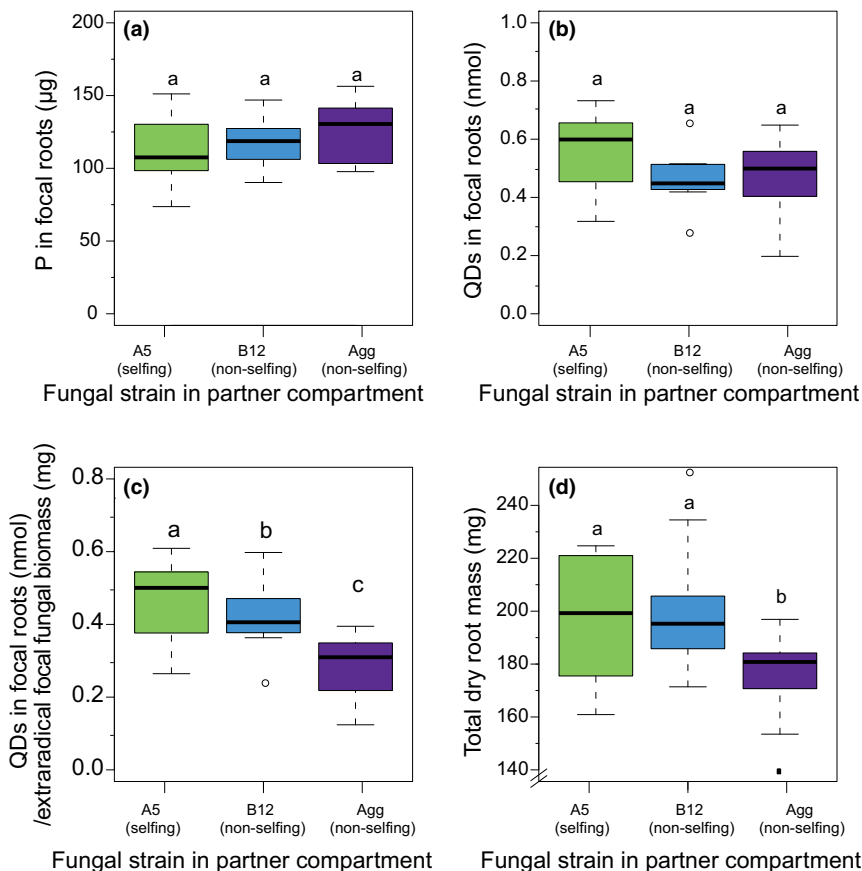 (a)
P in focal roots (µg)
200
150
100
50
0
a
a
a
A5
(selfing)
B12
(non-selfing)
Agg
(non-selfing)
Fungal strain in partner compartment
(b)
QDs in focal roots (nmol)
1.0
0.8
0.6
0.4
0.2
0.0
a
a
a
A5
(selfing)
B12
(non-selfing)
Agg
(non-selfing)
Fungal strain in partner compartment
(c)
QDs in focal roots (nmol)
/extraradical focal fungal biomass (mg)
0.8
0.6
0.4
0.2
0.0
a
b
c
A5
(selfing)
B12
(non-selfing)
Agg
(non-selfing)
Fungal strain in partner compartment
(d)
Total dry root mass (mg)
240
220
200
180
160
140
a
a
b
A5
(selfing)
B12
(non-selfing)
Agg
(non-selfing)
Fungal strain in partner compartment